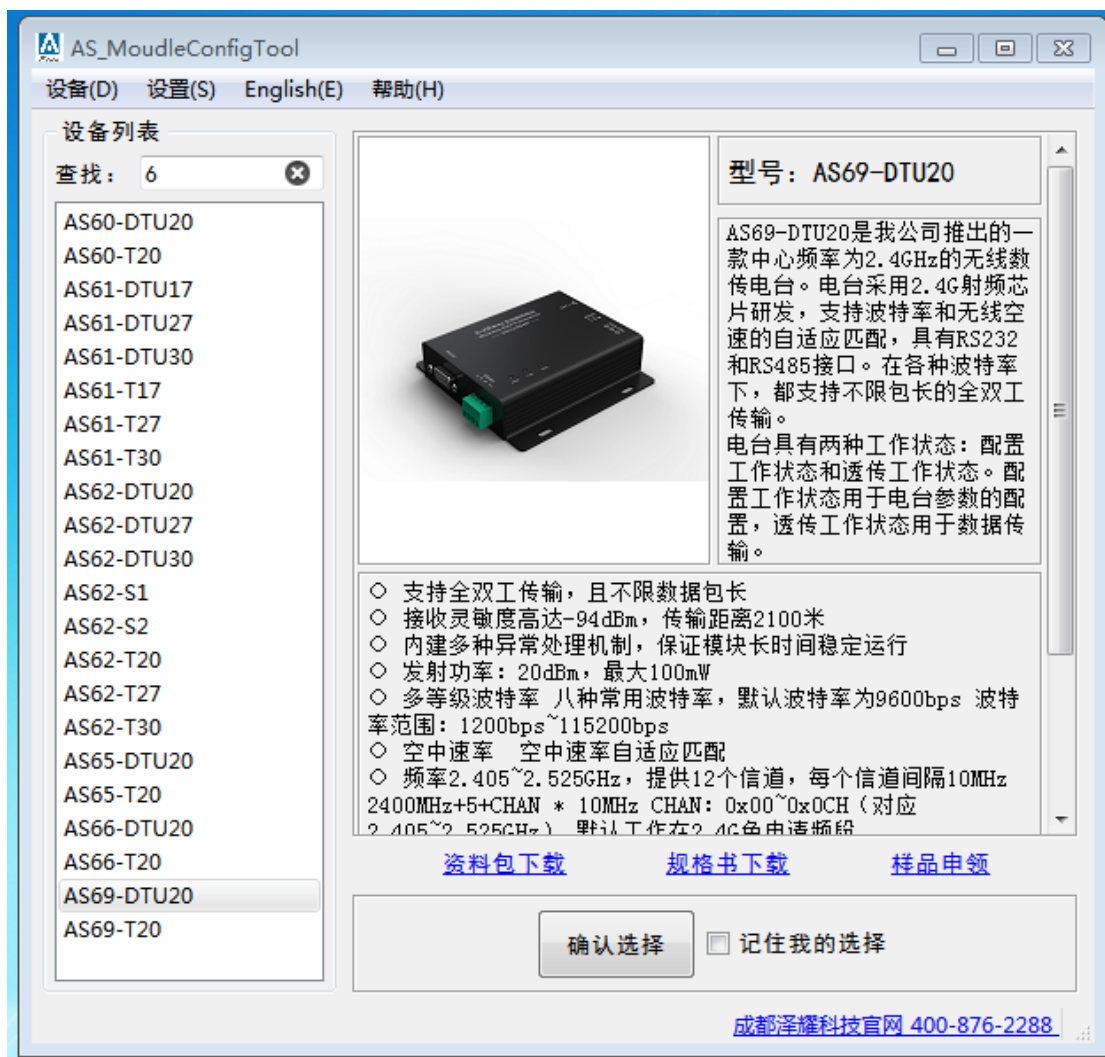 AS_MoudleConfigTool
设备(D) 设置(S) English(E) 帮助(H)
设备列表
查找： 6
AS60-DTU20
AS60-T20
AS61-DTU17
AS61-DTU27
AS61-DTU30
AS61-T17
AS61-T27
AS61-T30
AS62-DTU20
AS62-DTU27
AS62-DTU30
AS62-S1
AS62-S2
AS62-T20
AS62-T27
AS62-T30
AS65-DTU20
AS65-T20
AS66-DTU20
AS66-T20
AS69-DTU20
AS69-T20
型号：AS69-DTU20
AS69-DTU20是我公司推出的一
款中心频率为2.4GHz的无线数
传电台。电台采用2.4G射频芯
片研发，支持波特率和无线空
速的自适应匹配，具有RS232
和RS485接口。在各种波特率
下，都支持不限包长的全双工
传输。
电台具有两种工作状态：配置
工作状态和透传工作状态。配
置工作状态用于电台参数的配
置，透传工作状态用于数据传
输。
○ 支持全双工传输，且不限数据包长
○ 接收灵敏度高达-94dBm，传输距离2100米
○ 内建多种异常处理机制，保证模块长时间稳定运行
○ 发射功率：20dBm，最大100mW
○ 多等级波特率 八种常用波特率，默认波特率为9600bps 波特
率范围：1200bps~115200bps
○ 空中速率 空中速率自适应匹配
○ 频率2.405~2.525GHz，提供12个信道，每个信道间隔10MHz
2400MHz+5+CHAN * 10MHz CHAN：0x00~0x0CH（对应
2.405~2.525GHz），默认工作在2.4G免申请频段
资料包下载 规格书下载 样品申领
确认选择 记住我的选择
成都泽耀科技官网 400-876-2288